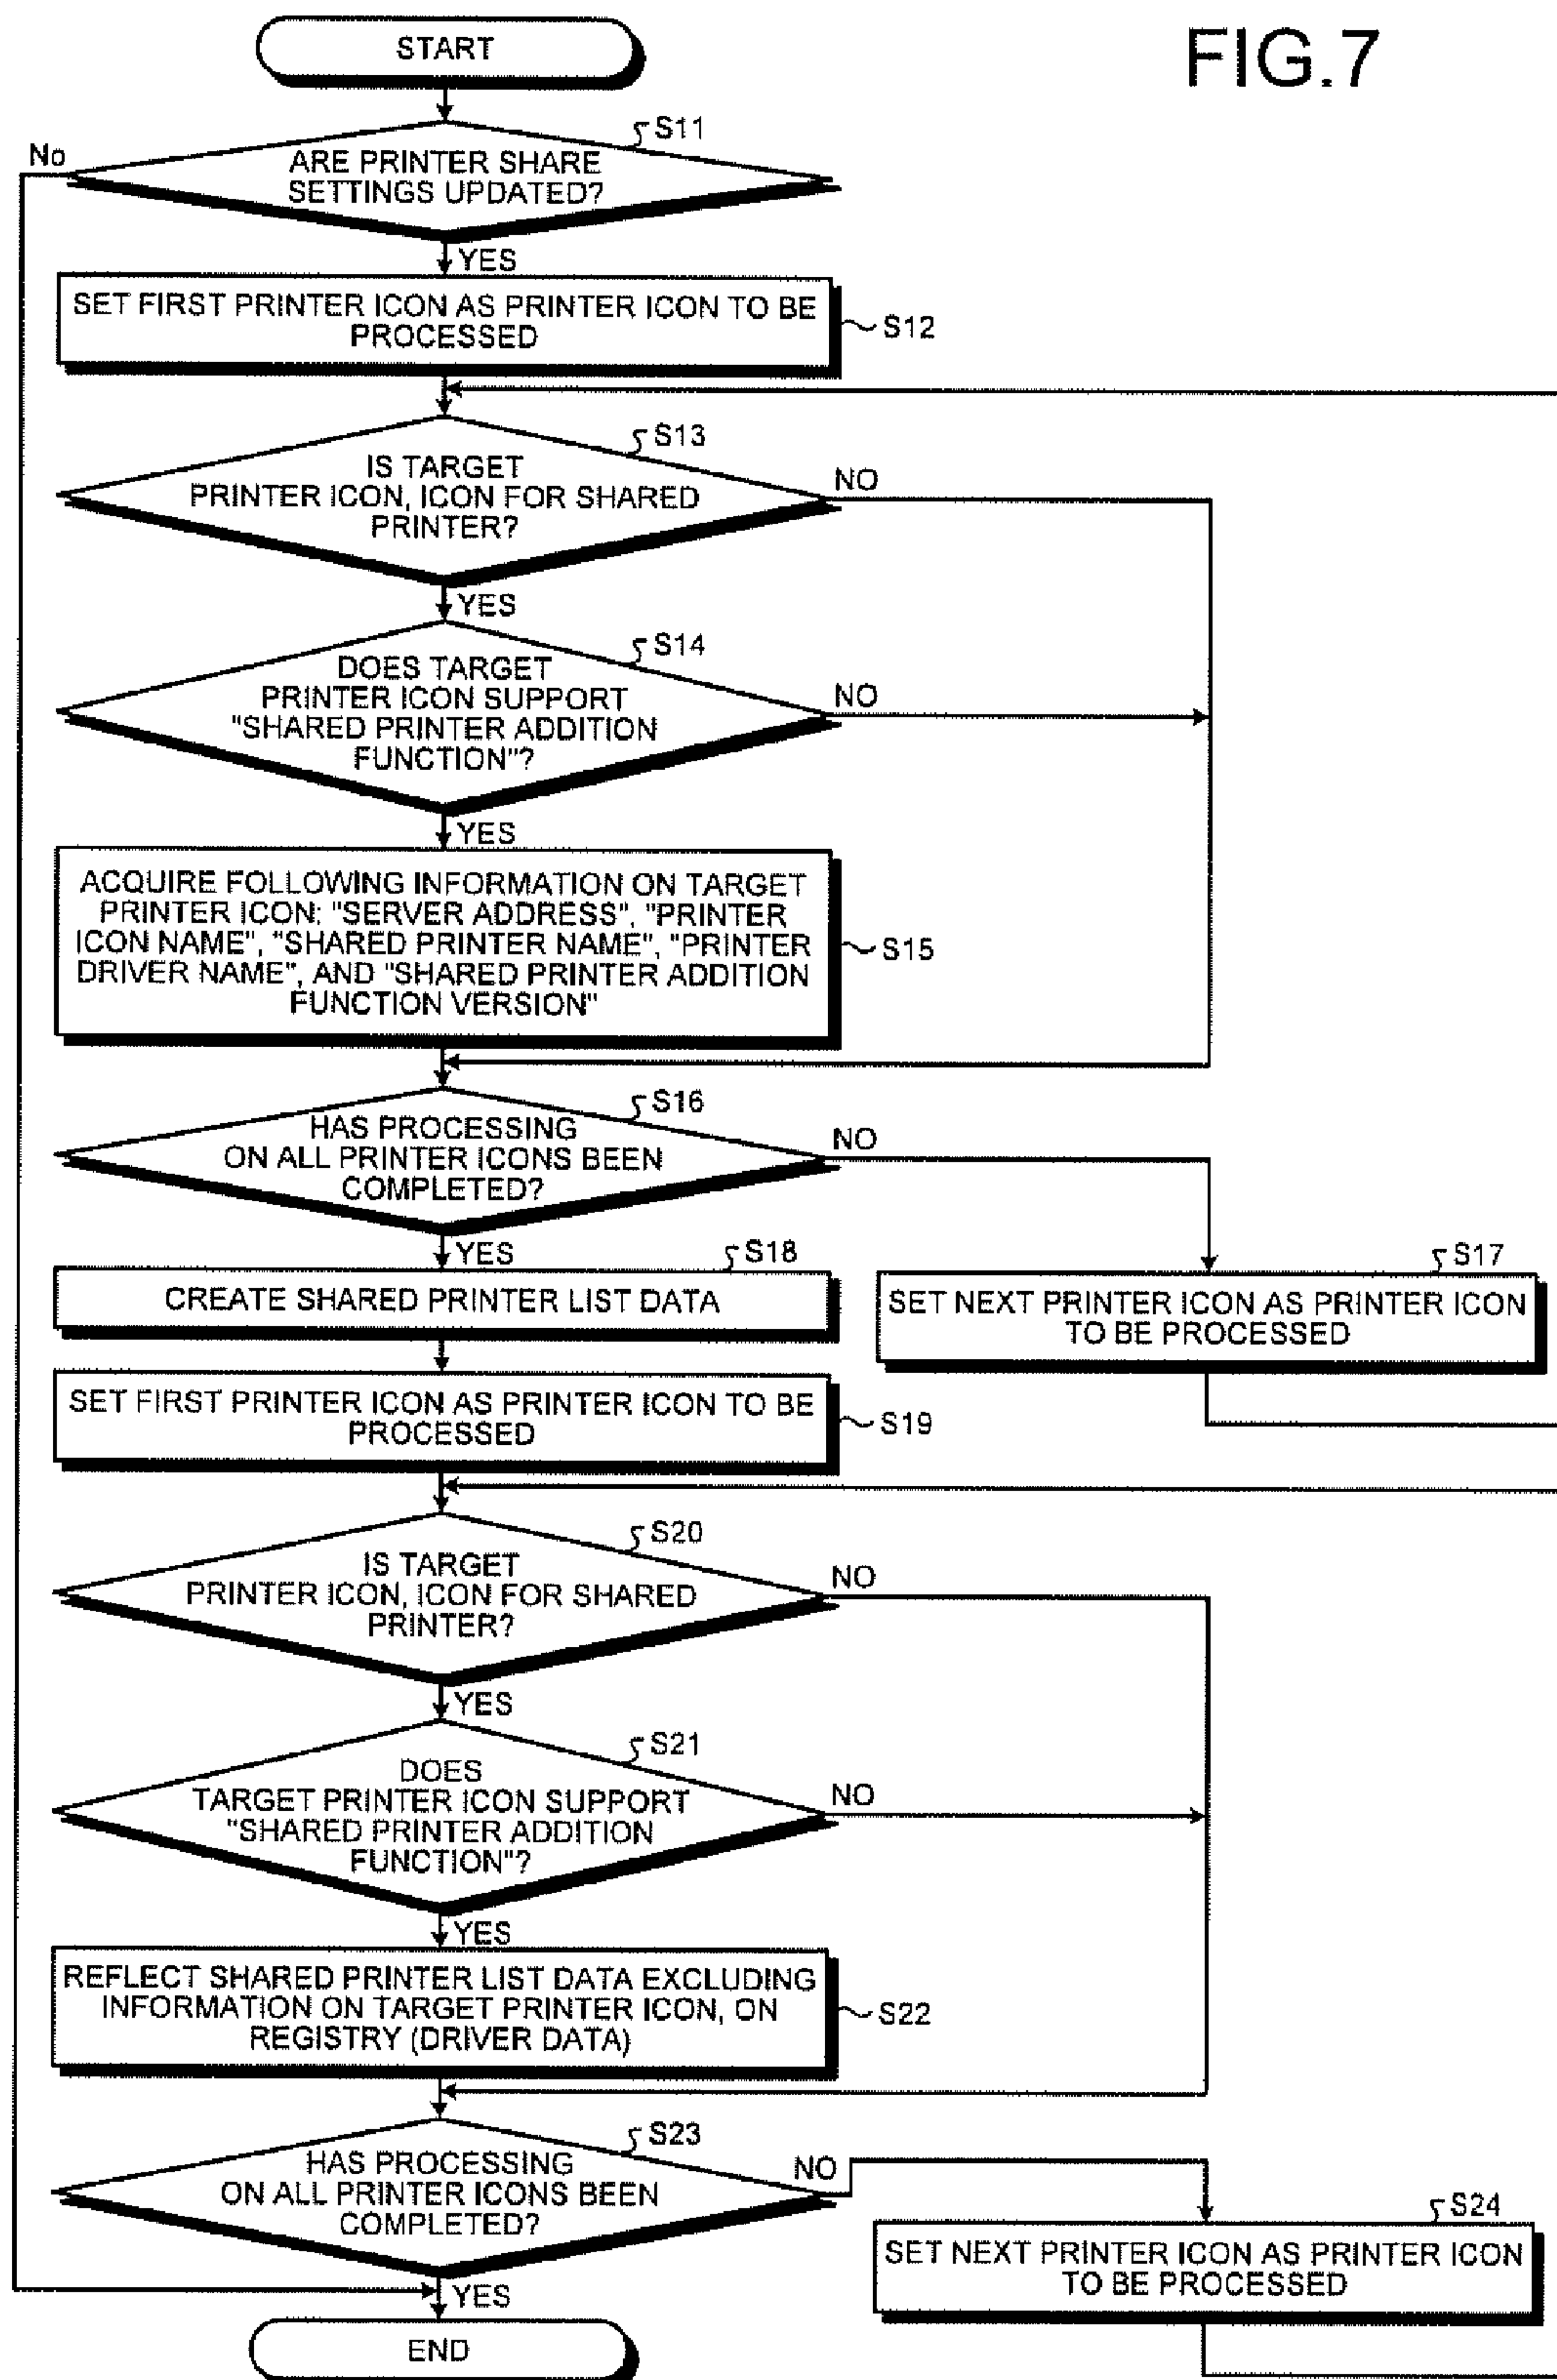 FIG.7
START
S11
No
ARE PRINTER SHARE
SETTINGS UPDATED?
YES
SET FIRST PRINTER ICON AS PRINTER ICON TO BE
PROCESSED
S12
S13
IS TARGET
PRINTER ICON, ICON FOR SHARED
PRINTER?
NO
YES
S14
DOES TARGET
PRINTER ICON SUPPORT
"SHARED PRINTER ADDITION
FUNCTION"?
NO
YES
ACQUIRE FOLLOWING INFORMATION ON TARGET
PRINTER ICON: "SERVER ADDRESS", "PRINTER
ICON NAME", "SHARED PRINTER NAME", "PRINTER
DRIVER NAME", AND "SHARED PRINTER ADDITION
FUNCTION VERSION"
S15
S16
HAS PROCESSING
ON ALL PRINTER ICONS BEEN
COMPLETED?
NO
YES
S18
CREATE SHARED PRINTER LIST DATA
S17
SET NEXT PRINTER ICON AS PRINTER ICON
TO BE PROCESSED
SET FIRST PRINTER ICON AS PRINTER ICON TO BE
PROCESSED
S19
S20
IS TARGET
PRINTER ICON, ICON FOR SHARED
PRINTER?
NO
YES
S21
DOES
TARGET PRINTER ICON SUPPORT
"SHARED PRINTER ADDITION
FUNCTION"?
NO
YES
REFLECT SHARED PRINTER LIST DATA EXCLUDING
INFORMATION ON TARGET PRINTER ICON, ON
REGISTRY (DRIVER DATA)
S22
S23
HAS PROCESSING
ON ALL PRINTER ICONS BEEN
COMPLETED?
NO
S24
SET NEXT PRINTER ICON AS PRINTER ICON
TO BE PROCESSED
YES
END